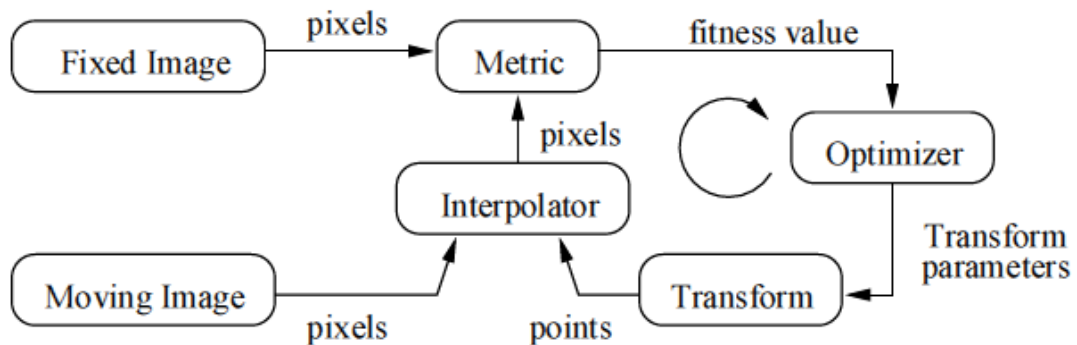 pixels
fitness value
Fixed Image
Metric
pixels
Optimizer
Interpolator
Transform
parameters
Moving Image
Transform
pixels
points